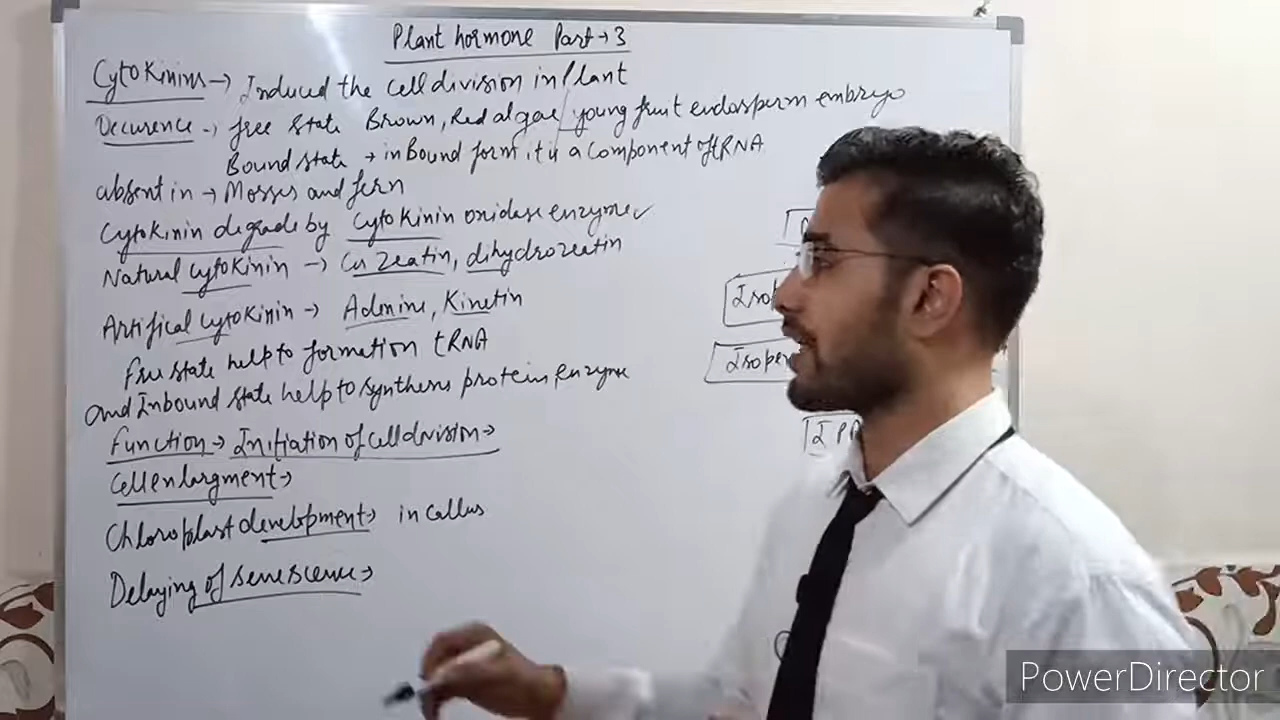 Plant hormone Part → 3
Cytokinins → Induced the cell division in Plant
Occurence → free state Brown, Red algae / young fruit endosperm embryo
Bound state → in Bound form it is a component of tRNA
absent in → Mosses and fern
Cytokinin degrade by Cytokinin oxidase enzyme ✓
Natural cytokinin → Cis Zeatin, dihydrozeatin
Artifical cytokinin → Adenine, Kinetin
Free state help to formation tRNA
and Inbound state help to synthesis protein enzyme
Function → Initiation of cell division →
Cell enlargment →
Chloroplast development → in callus
Delaying of senescence →
PowerDirector